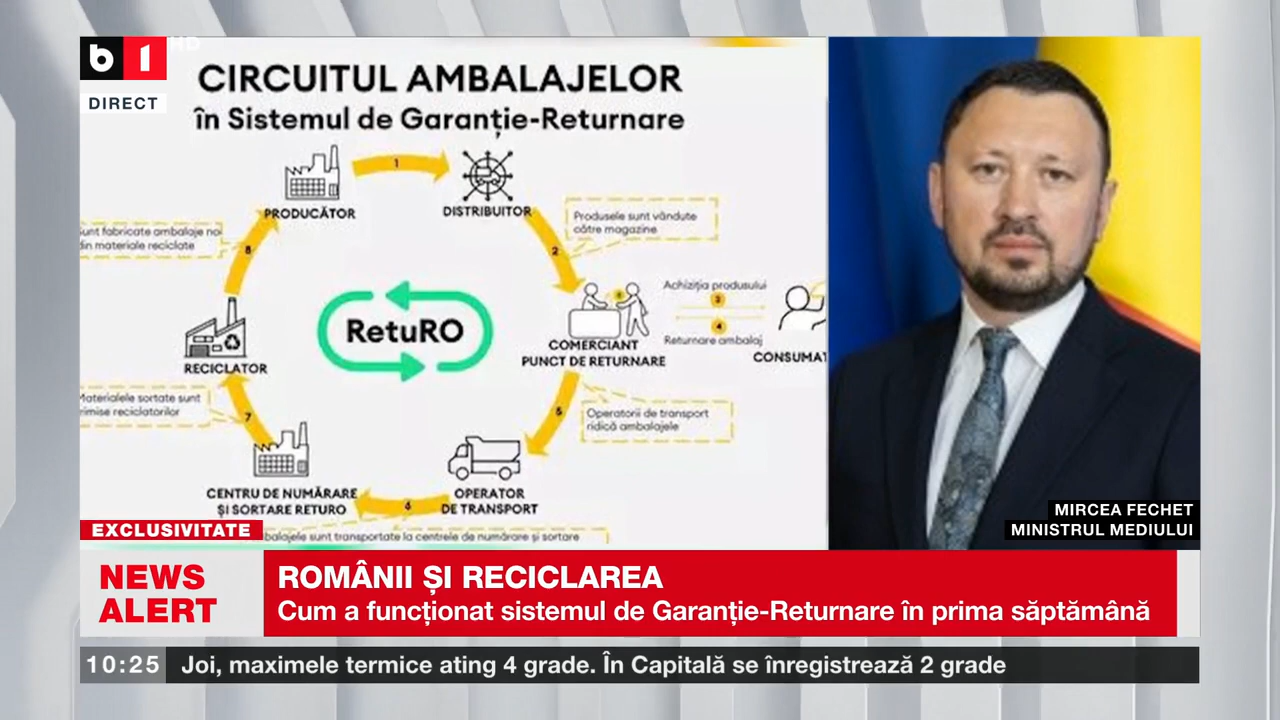 b1 HD
DIRECT
CIRCUITUL AMBALAJELOR
în Sistemul de Garanție-Returnare
1
PRODUCĂTOR
DISTRIBUITOR
Produsele sunt vândute
către magazine
2
Sunt fabricate ambalaje noi
din materiale reciclate
8
Achiziția produsului
3
4
Returnare ambalaj
CONSUMAT
RetuRO
COMERCIANT
PUNCT DE RETURNARE
RECICLATOR
Materialele sortate sunt
trimise reciclatorilor
7
5
Operatorii de transport
ridică ambalajele
CENTRU DE NUMĂRARE
ȘI SORTARE RETURO
6
OPERATOR
DE TRANSPORT
balajele sunt transportate la centrele de numărare și sortare
MIRCEA FECHET
MINISTRUL MEDIULUI
EXCLUSIVITATE
NEWS
ALERT
ROMÂNII ȘI RECICLAREA
Cum a funcționat sistemul de Garanție-Returnare în prima săptămână
10:25 Joi, maximele termice ating 4 grade. În Capitală se înregistrează 2 grade